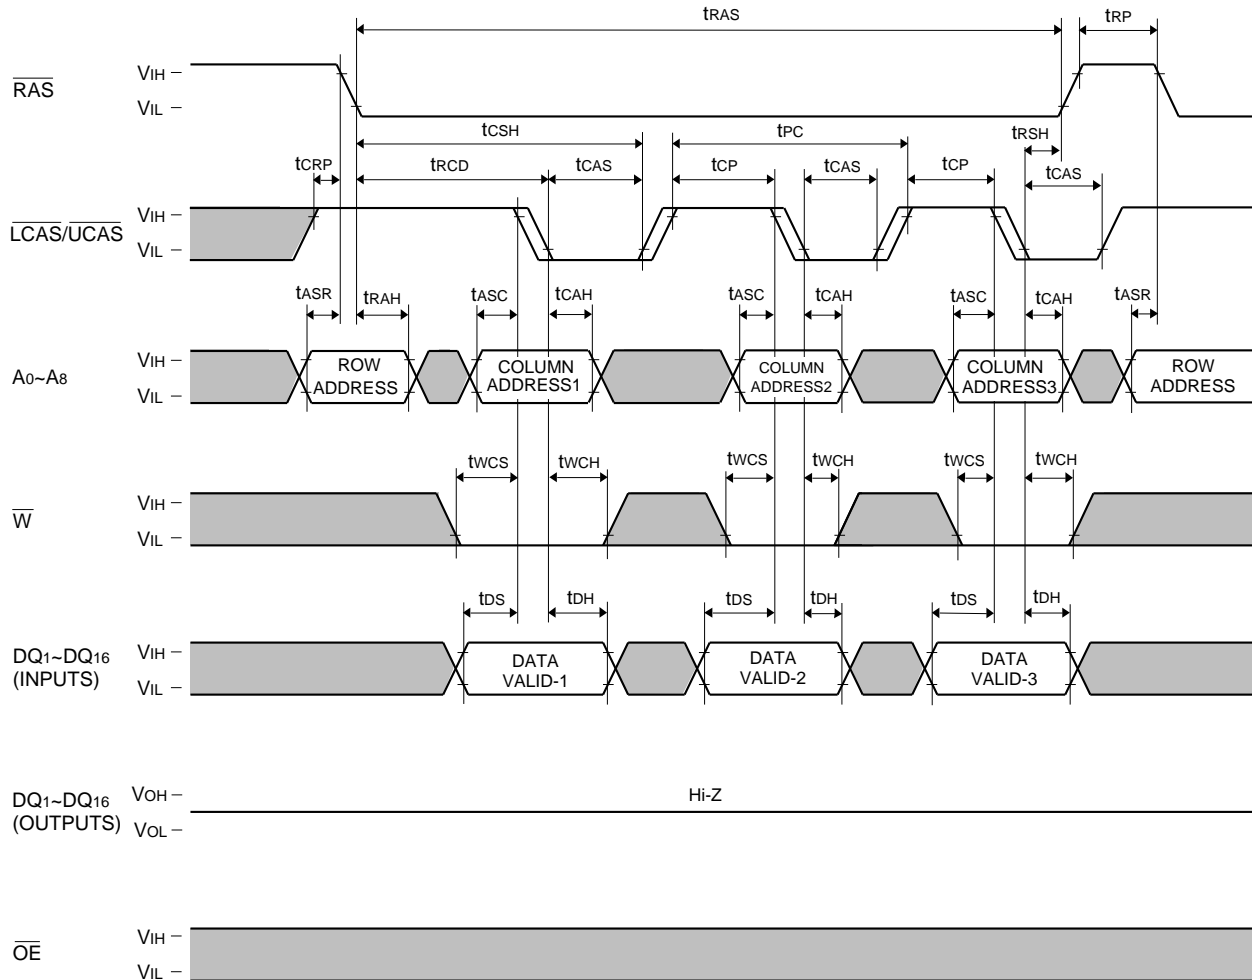 tRAS
tRP
RAS
VIH
VIL
tCSH
tPC
tRSH
tCRP
tRCD
tCAS
tCP
tCAS
tCP
tCAS
LCAS/UCAS
VIH
VIL
tASR
tRAH
tASC
tCAH
tASC
tCAH
tASC
tCAH
tASR
A0~A8
VIH
VIL
ROW
ADDRESS
COLUMN
ADDRESS1
COLUMN
ADDRESS2
COLUMN
ADDRESS3
ROW
ADDRESS
tWCS
tWCH
tWCS
tWCH
tWCS
tWCH
W
VIH
VIL
tDS
tDH
tDS
tDH
tDS
tDH
DQ1~DQ16
(INPUTS)
VIH
VIL
DATA
VALID-1
DATA
VALID-2
DATA
VALID-3
DQ1~DQ16
(OUTPUTS)
VOH
VOL
Hi-Z
OE
VIH
VIL